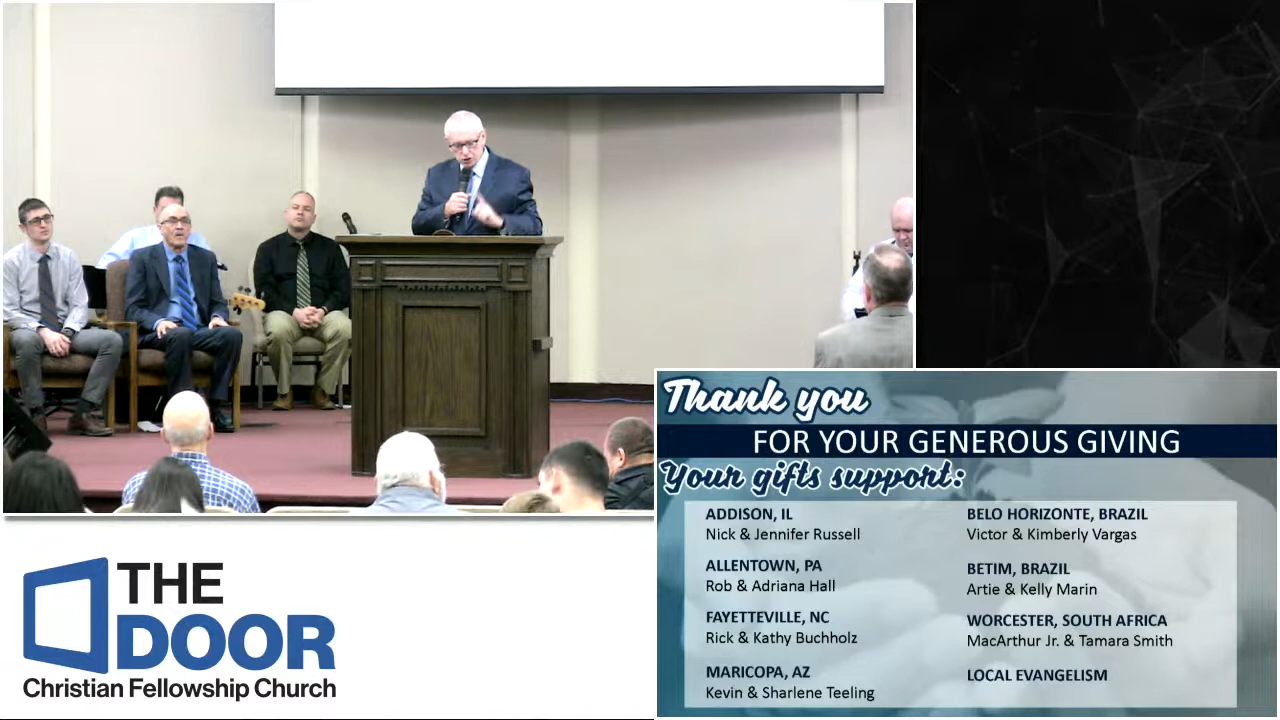 THE
DOOR
Christian Fellowship Church
Thank you
FOR YOUR GENEROUS GIVING
Your gifts support:
ADDISON, IL
Nick & Jennifer Russell
ALLENTOWN, PA
Rob & Adriana Hall
FAYETTEVILLE, NC
Rick & Kathy Buchholz
MARICOPA, AZ
Kevin & Sharlene Teeling
BELO HORIZONTE, BRAZIL
Victor & Kimberly Vargas
BETIM, BRAZIL
Artie & Kelly Marin
WORCESTER, SOUTH AFRICA
MacArthur Jr. & Tamara Smith
LOCAL EVANGELISM